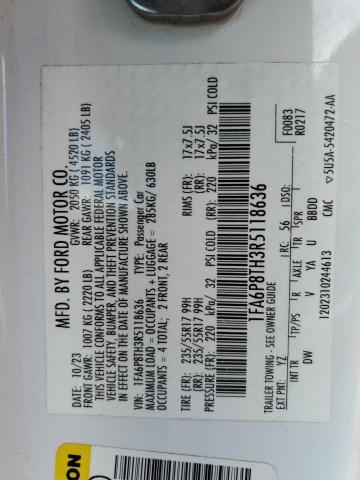 MFD. BY FORD MOTOR CO.
10/23 GVWR: 2050 KG ( 4520 LB)
FRONT GAWR: 1007 KG (2220 LB) REAR GAWR: 1091 KG ( 2405 LB)
THIS VEHICLE CONFORMS TO ALL APPLICABLE FEDERAL MOTOR
VEHICLE SAFETY, BUMPER, AND THEFT PREVENTION STANDARDS
IN EFFECT ON THE DATE OF MANUFACTURE SHOWN ABOVE.
VIN: 1FA6P8TH3R5118636 TYPE: Passenger Car
MAXIMUM LOAD = OCCUPANTS + LUGGAGE = 285KG/ 630LB
OCCUPANTS = 4 TOTAL; 2 FRONT, 2 REAR
TIRE (FR): 235/55R17 99H RIMS (FR): 17x7.5J
TIRE (RR): 235/55R17 99H (RR): 17x7.5J
PRESSURE (FR): 220 kPa/ 32 PSI COLD (RR): 220 kPa/ 32 PSI COLD
1FA6P8TH3R5118636
F0083
R0217
TRAILER TOWING - SEE OWNER GUIDE
EXT PNT: YZ RC: 56 DSO:
INT TR TP/PS R AXLE TR SPR
DW V YA U BBDD
12023102446 13 CMC ▽5U5A-5420472-AA
ON